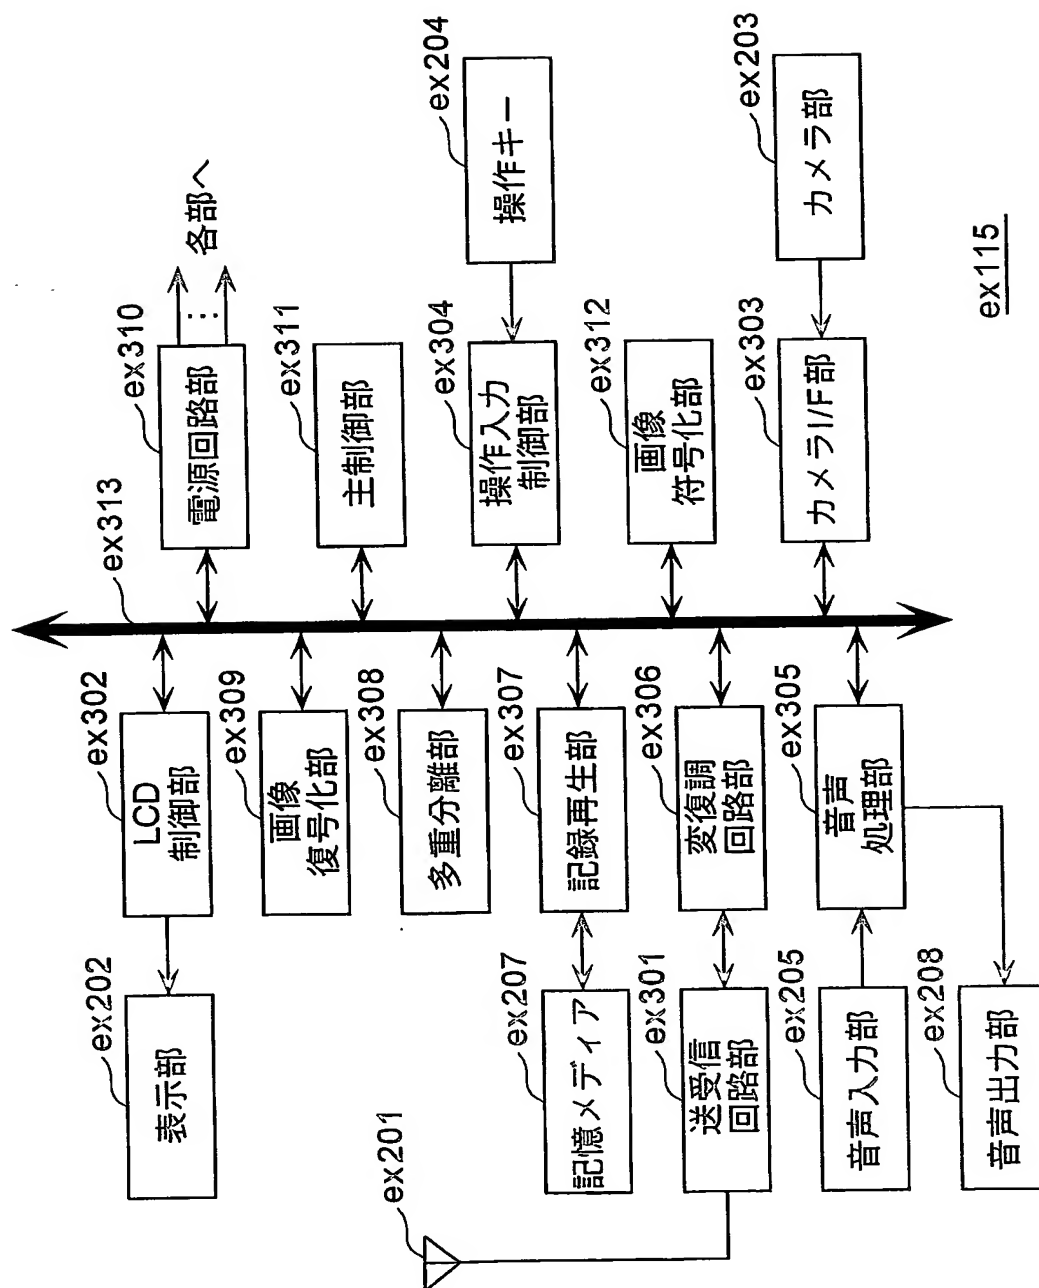 ex204
操作キー
ex203
カメラ部
ex115
各部へ
ex310
電源回路部
ex311
主制御部
ex304
操作入力
制御部
ex312
画像
符号化部
ex303
カメラI/F部
ex313
ex302
LCD
制御部
ex309
画像
復号化部
ex308
多重分離部
ex307
記録再生部
ex306
変復調
回路部
ex305
音声
処理部
ex202
表示部
ex207
記憶メディア
ex301
送受信
回路部
ex205
音声入力部
ex208
音声出力部
ex201